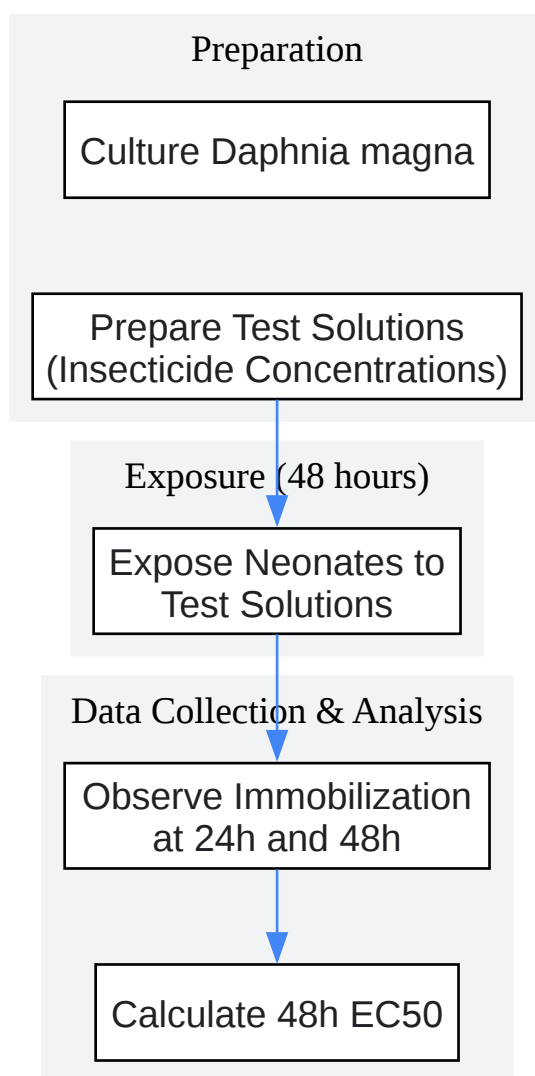 Preparation
Culture Daphnia magna
Prepare Test Solutions
(Insecticide Concentrations)
Exposure (48 hours)
Expose Neonates to
Test Solutions
Data Collection & Analysis
Observe Immobilization
at 24h and 48h
Calculate 48h EC50